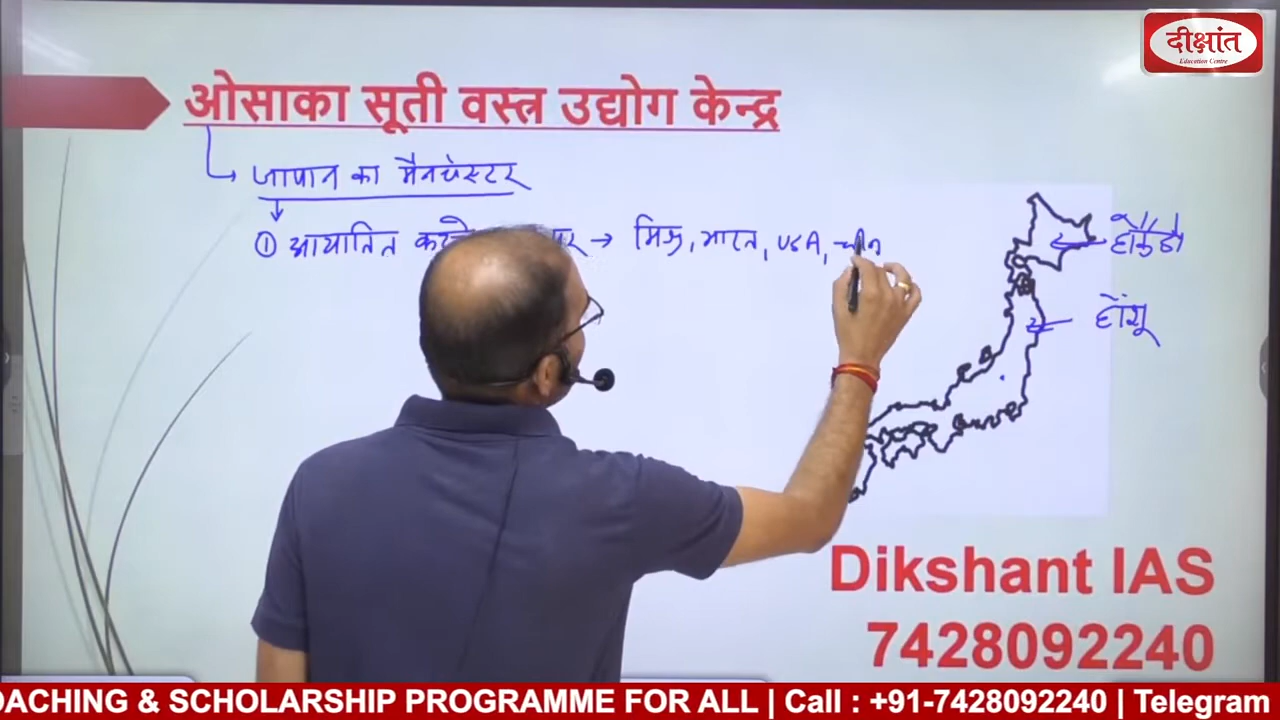 दीक्षांत
Education Centre
ओसाका सूती वस्त्र उद्योग केन्द्र
जापान का मैनचेस्टर
① आयातित → मिस्र, भारत, USA, चीन
होकैडो
होंशू
Dikshant IAS
7428092240
OACHING & SCHOLARSHIP PROGRAMME FOR ALL | Call : +91-7428092240 | Telegram